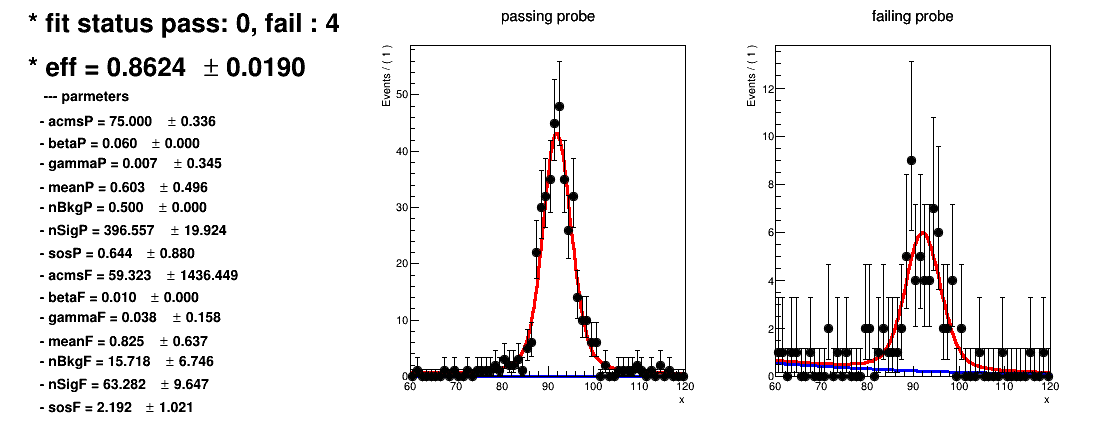 * fit status pass: 0, fail : 4
* eff = 0.8624 ± 0.0190
--- parmeters
- acmsP = 75.000 ± 0.336
- betaP = 0.060 ± 0.000
- gammaP = 0.007 ± 0.345
- meanP = 0.603 ± 0.496
- nBkgP = 0.500 ± 0.000
- nSigP = 396.557 ± 19.924
- sosP = 0.644 ± 0.880
- acmsF = 59.323 ± 1436.449
- betaF = 0.010 ± 0.000
- gammaF = 0.038 ± 0.158
- meanF = 0.825 ± 0.637
- nBkgF = 15.718 ± 6.746
- nSigF = 63.282 ± 9.647
- sosF = 2.192 ± 1.021
passing probe
Events / ( 1 )
50
40
30
20
10
0
60 70 80 90 100 110 120
x
failing probe
Events / ( 1 )
12
10
8
6
4
2
0
60 70 80 90 100 110 120
x